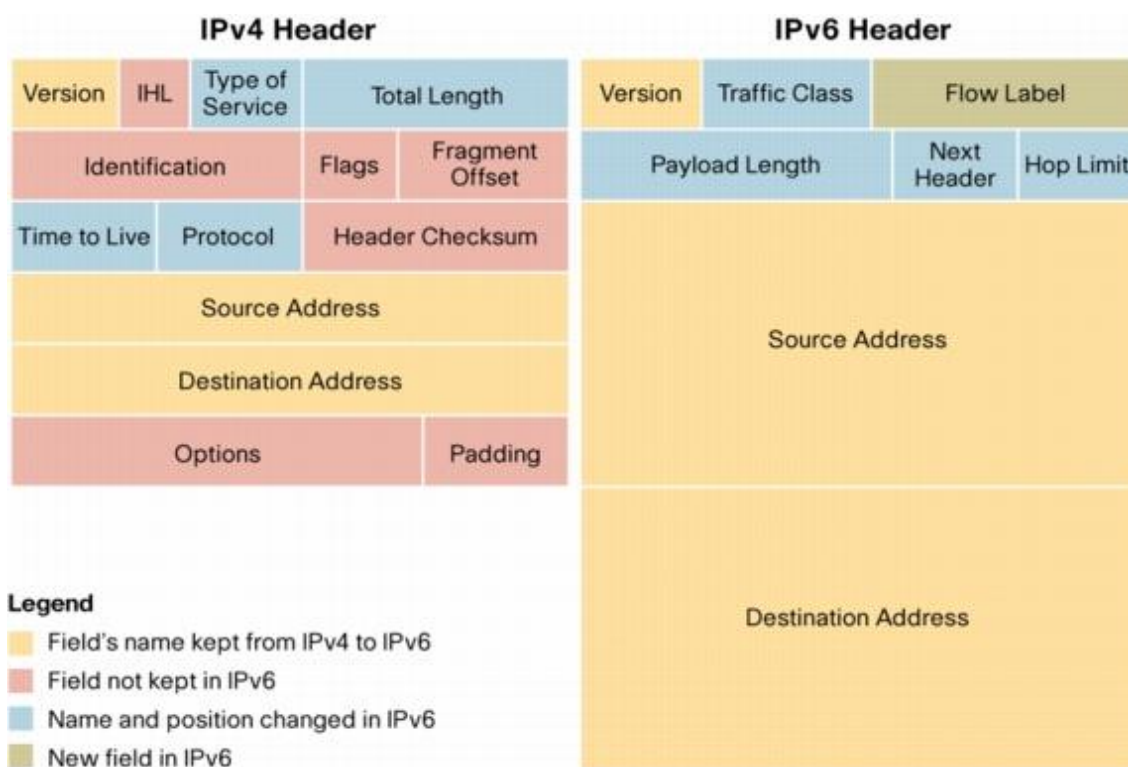 IPv4 Header
Version IHL Type of Service Total Length
Identification Flags Fragment Offset
Time to Live Protocol Header Checksum
Source Address
Destination Address
Options Padding
IPv6 Header
Version Traffic Class Flow Label
Payload Length Next Header Hop Limit
Source Address
Destination Address
Legend
Field's name kept from IPv4 to IPv6
Field not kept in IPv6
Name and position changed in IPv6
New field in IPv6